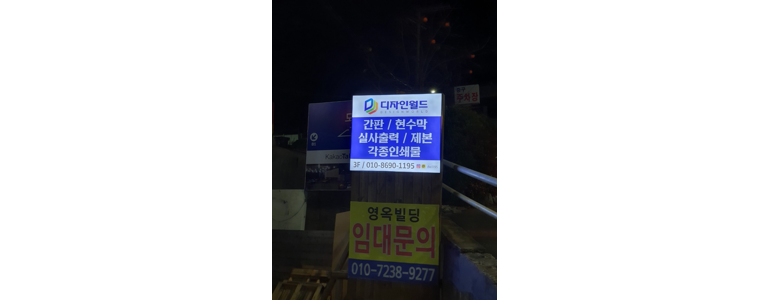 디자인월드
DESIGNWORLD
간판 / 현수막
실사출력 / 제본
각종인쇄물
3F / 010-8690-1195
영옥빌딩
임대문의
010-7238-9277